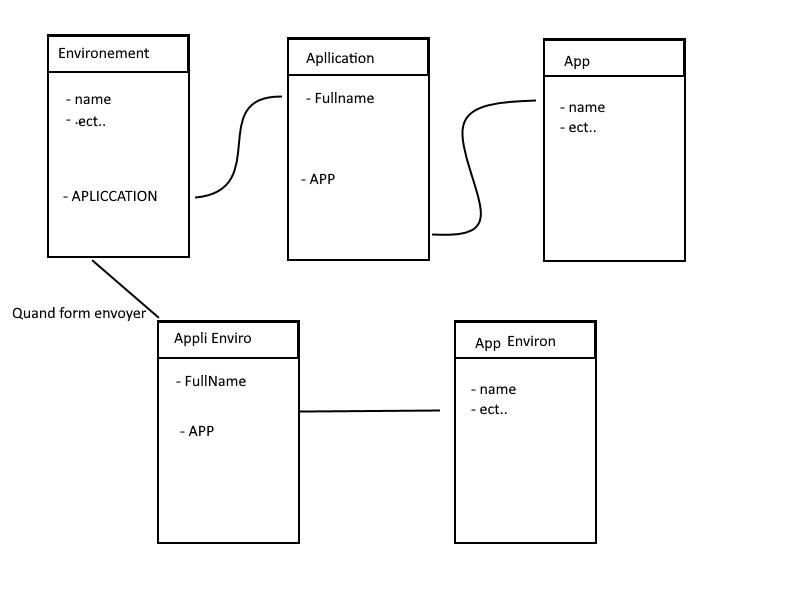 Environement
- name
- .ect..
- APLICCATION
Apllication
- Fullname
- APP
App
- name
- ect..
Quand form envoyer
Appli Enviro
- FullName
- APP
App Environ
- name
- ect..